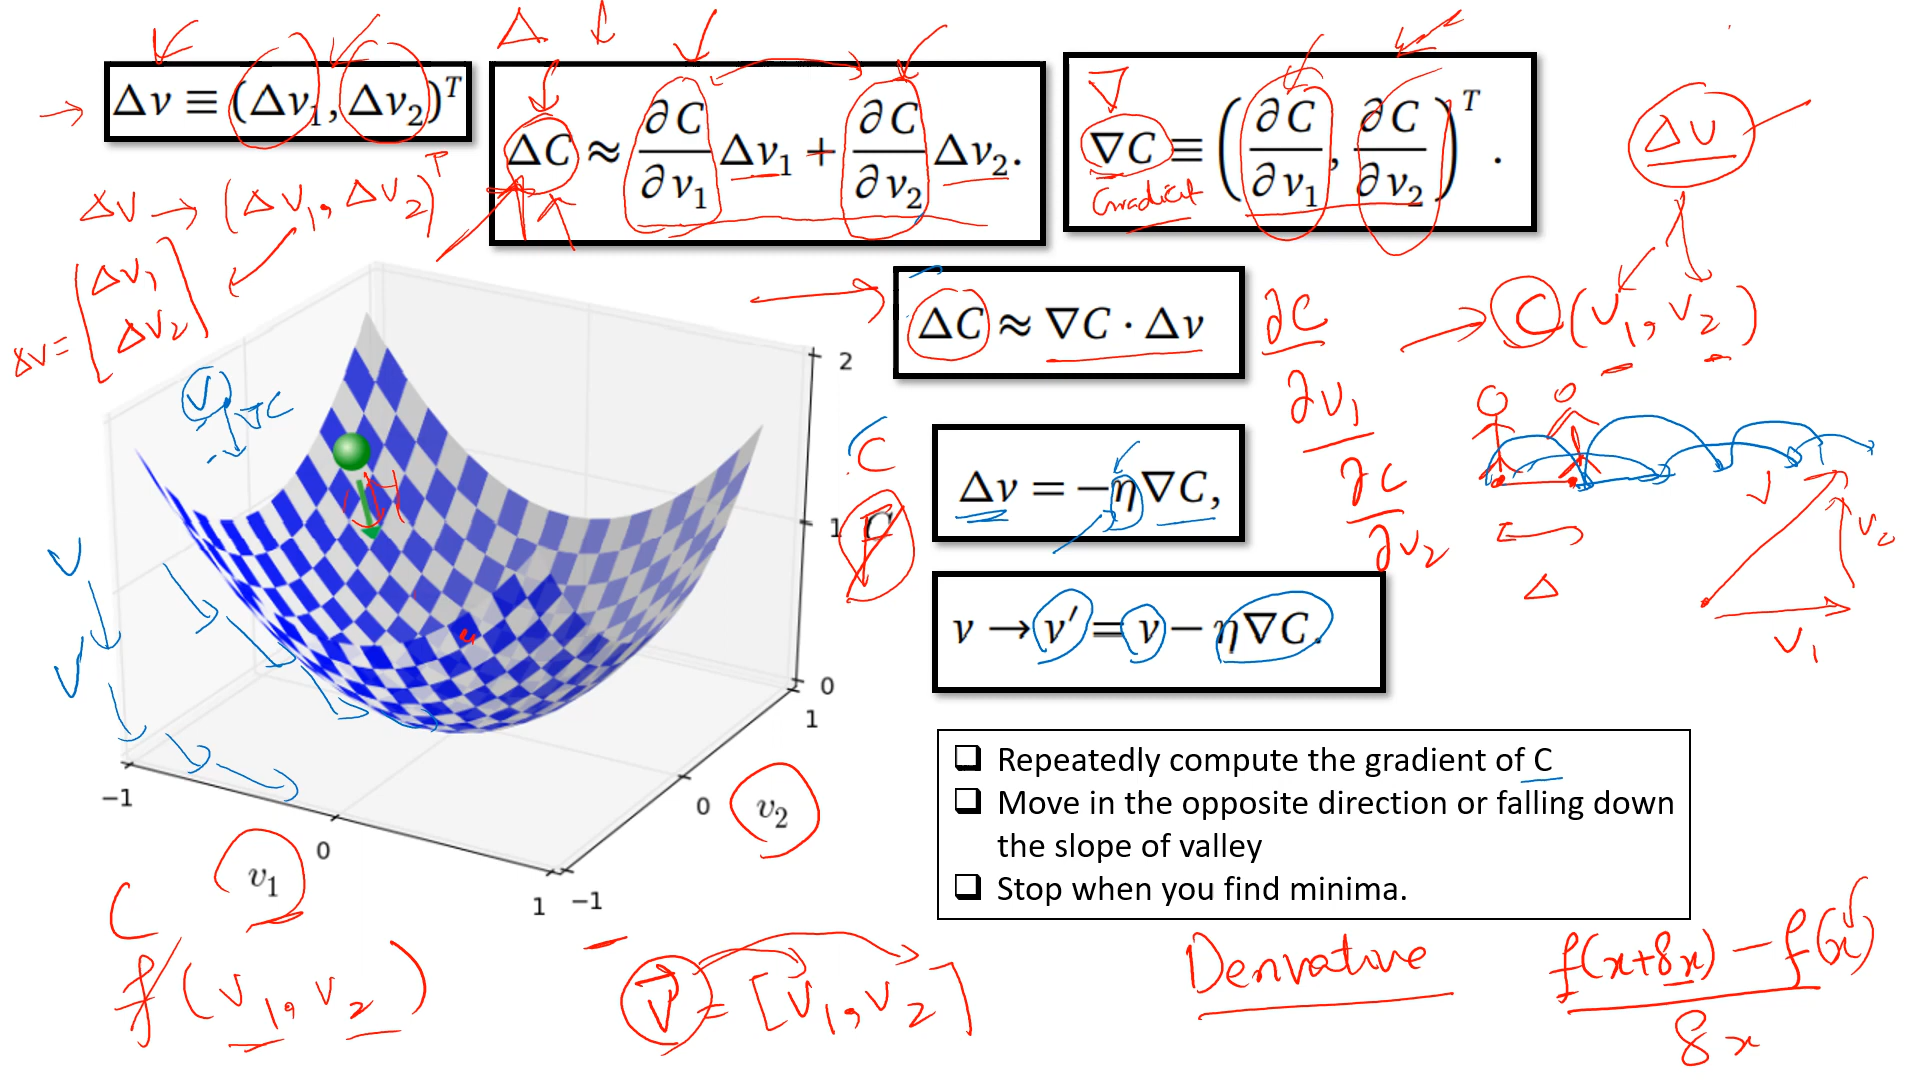 Δ
Δv ≡ (Δv₁, Δv₂)ᵀ
ΔC ≈ ∂C/∂v₁ Δv₁ + ∂C/∂v₂ Δv₂.
∇
∇C ≡ (∂C/∂v₁, ∂C/∂v₂)ᵀ.
Gradient
ΔV
ΔV → (ΔV₁, ΔV₂)ᵀ
ΔV = [ΔV₁
ΔV₂]
ΔC ≈ ∇C · Δv
∂C
∂V₁
∂C
∂V₂
C(V₁, V₂)
V
∇C
2
C
1
C
0
Δv = −η∇C,
V
V₂
Δ
V₁
V
V
v → v′ = v − η∇C.
1
−1
0
v₂
0
v₁
1
−1
Repeatedly compute the gradient of C
Move in the opposite direction or falling down
the slope of valley
Stop when you find minima.
C
f(V₁, V₂)
V⃗ = [V₁, V₂]
Derivative
f(x+δx) − f(x)
δx